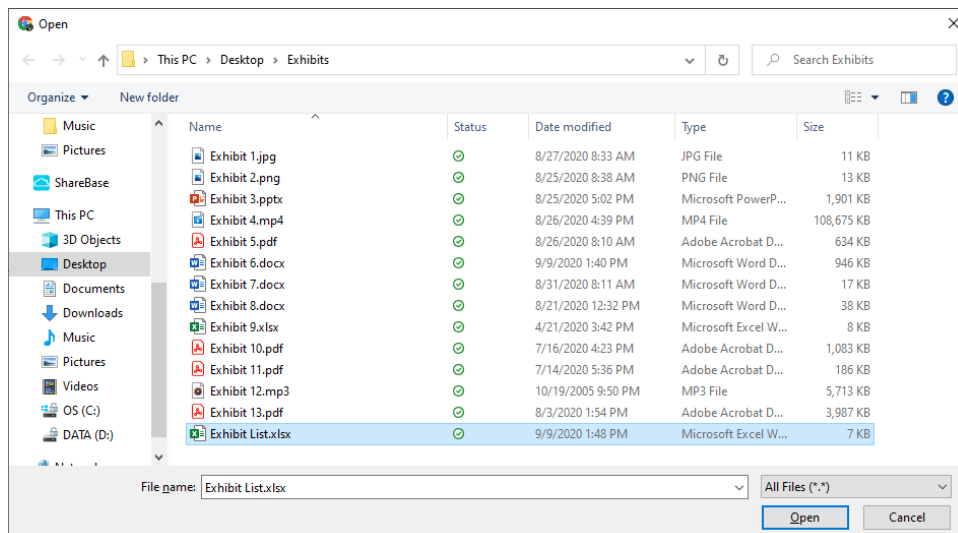 Open
This PC > Desktop > Exhibits
Search Exhibits
Organize
New folder
Music
Pictures
ShareBase
This PC
3D Objects
Desktop
Documents
Downloads
Music
Pictures
Videos
OS (C:)
DATA (D:)
Name Status Date modified Type Size
Exhibit 1.jpg 8/27/2020 8:33 AM JPG File 11 KB
Exhibit 2.png 8/25/2020 8:38 AM PNG File 13 KB
Exhibit 3.pptx 8/25/2020 5:02 PM Microsoft PowerP... 1,901 KB
Exhibit 4.mp4 8/26/2020 4:39 PM MP4 File 108,675 KB
Exhibit 5.pdf 8/26/2020 8:10 AM Adobe Acrobat D... 634 KB
Exhibit 6.docx 9/9/2020 1:40 PM Microsoft Word D... 946 KB
Exhibit 7.docx 8/31/2020 8:11 AM Microsoft Word D... 17 KB
Exhibit 8.docx 8/21/2020 12:32 PM Microsoft Word D... 38 KB
Exhibit 9.xlsx 4/21/2020 3:42 PM Microsoft Excel W... 8 KB
Exhibit 10.pdf 7/16/2020 4:23 PM Adobe Acrobat D... 1,083 KB
Exhibit 11.pdf 7/14/2020 5:36 PM Adobe Acrobat D... 186 KB
Exhibit 12.mp3 10/19/2005 9:50 PM MP3 File 5,713 KB
Exhibit 13.pdf 8/3/2020 1:54 PM Adobe Acrobat D... 3,987 KB
Exhibit List.xlsx 9/9/2020 1:48 PM Microsoft Excel W... 7 KB
File name: Exhibit List.xlsx
All Files (*.*)
Open
Cancel